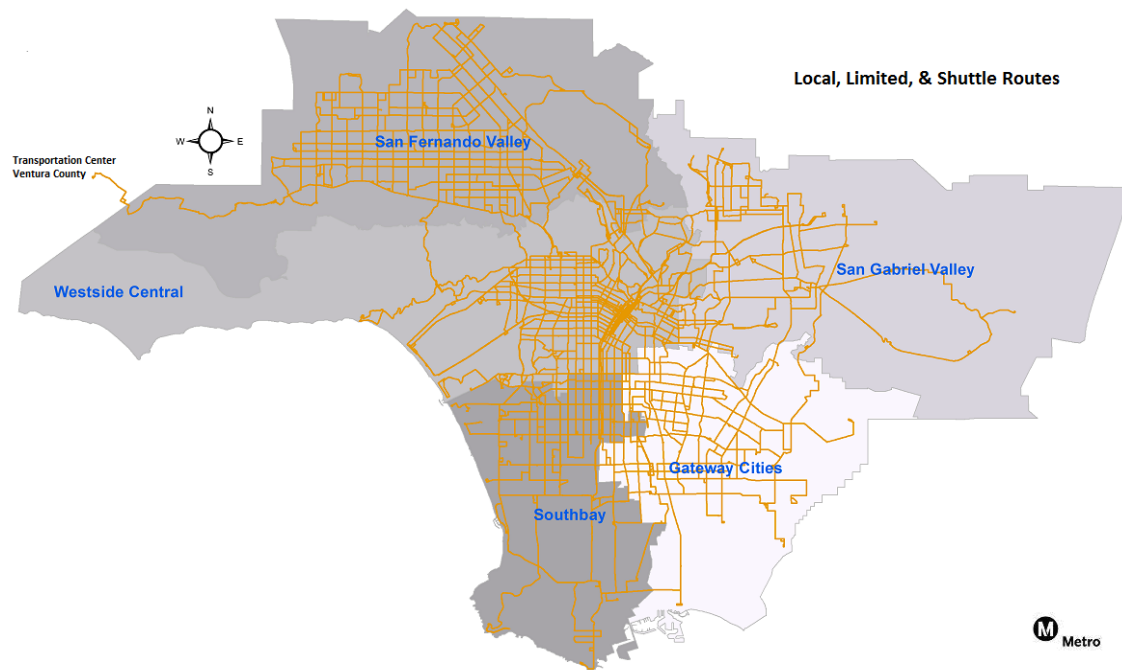 Local, Limited, & Shuttle Routes
N
W
E
S
San Fernando Valley
Transportation Center
Ventura County
San Gabriel Valley
Westside Central
Gateway Cities
Southbay
M
Metro